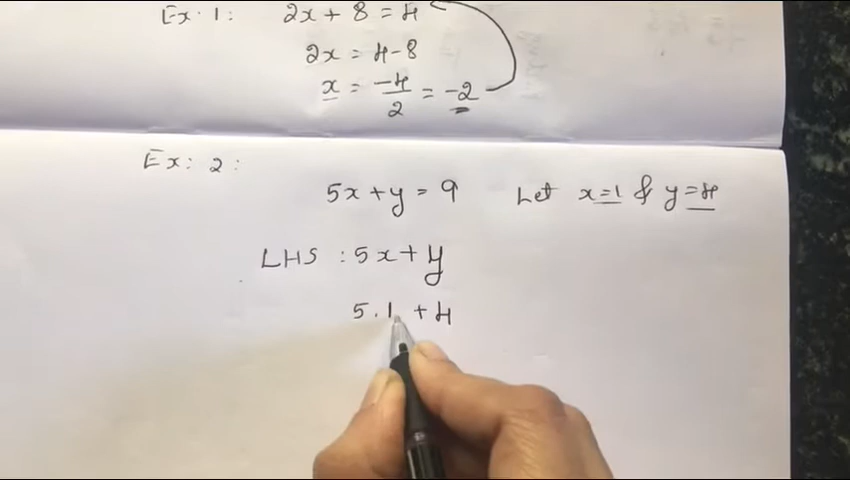 Ex. 1: 2x + 8 = 4
2x = 4-8
x = -4/2 = -2
Ex: 2:
5x+y = 9 Let x=1 & y=4
LHS : 5x+y
5.1 +4